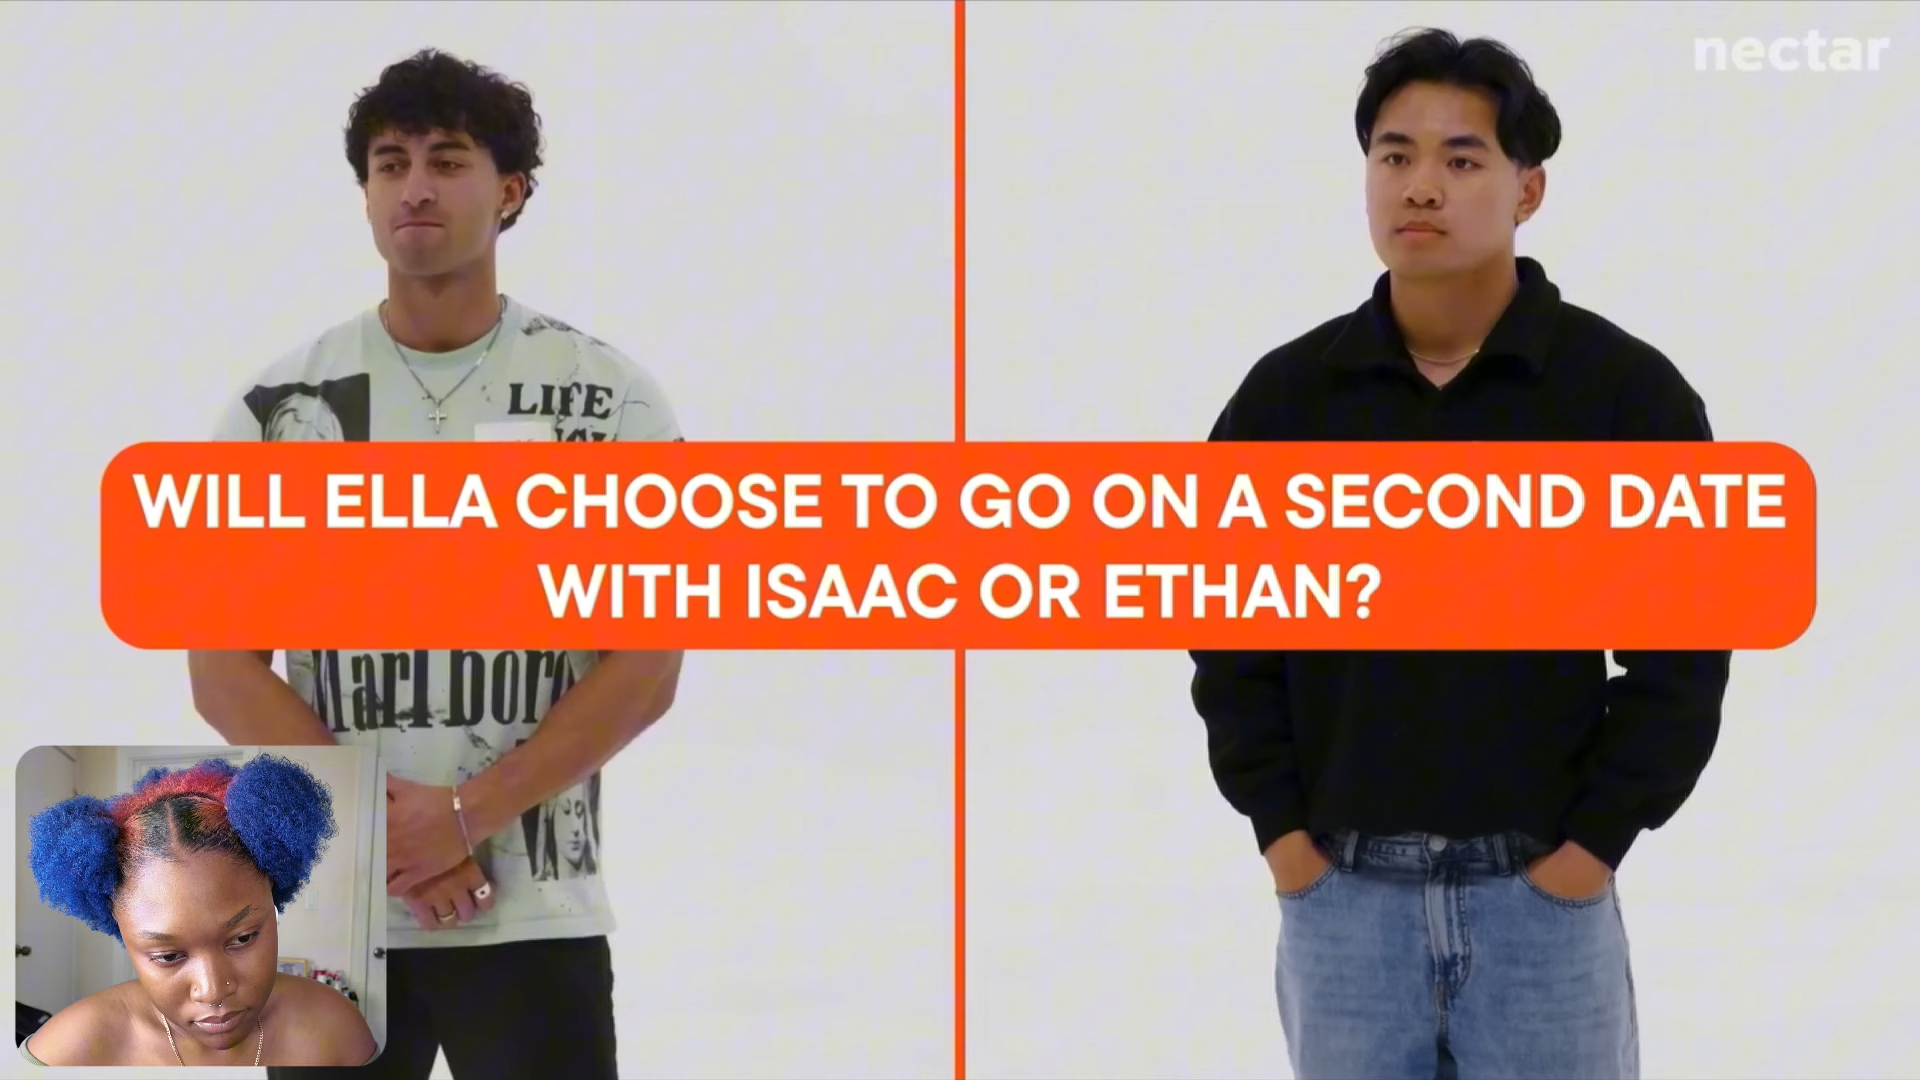 nectar
LIFE
WILL ELLA CHOOSE TO GO ON A SECOND DATE
WITH ISAAC OR ETHAN?
Marlboro